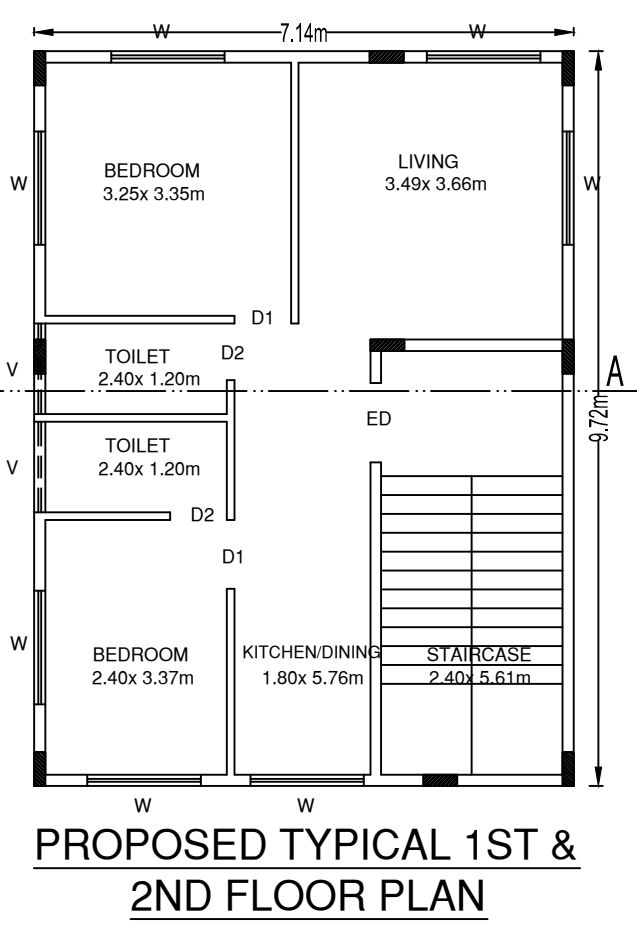 W
7.14m
W
BEDROOM
3.25x 3.35m
LIVING
3.49x 3.66m
W
W
D1
TOILET
2.40x 1.20m
D2
V
A
9.72m
ED
TOILET
2.40x 1.20m
V
D2
D1
W
BEDROOM
2.40x 3.37m
KITCHEN/DINING
1.80x 5.76m
STAIRCASE
2.40x 5.61m
W
W
PROPOSED TYPICAL 1ST &
2ND FLOOR PLAN